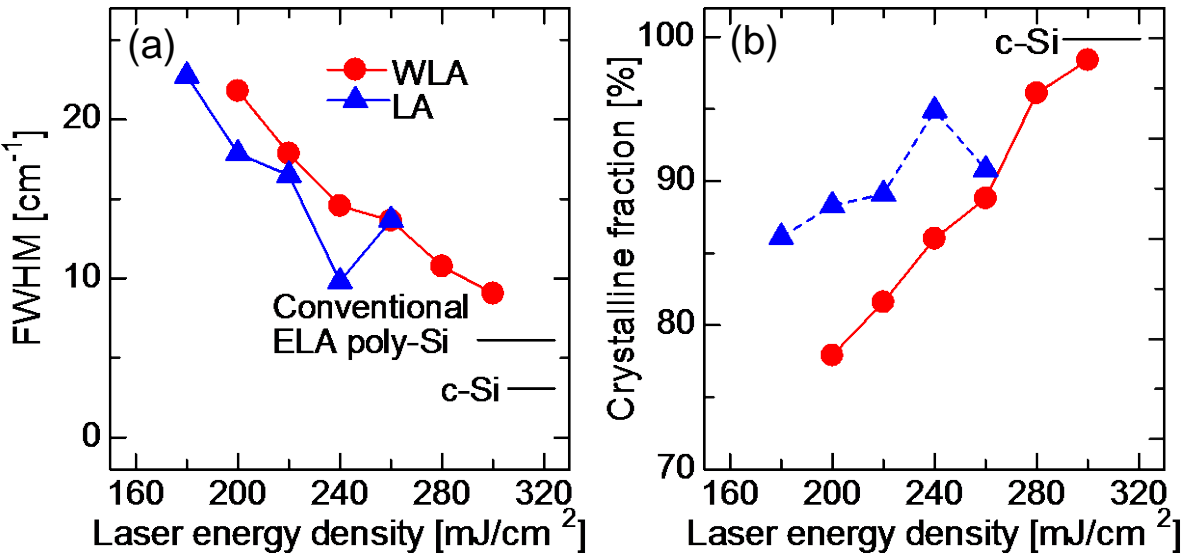 (a)
WLA
LA
20
10
0
FWHM [cm-1]
Conventional
ELA poly-Si
c-Si
160 200 240 280 320
Laser energy density [mJ/cm 2]
(b)
c-Si
100
90
80
70
Crystalline fraction [%]
160 200 240 280 320
Laser energy density [mJ/cm 2]